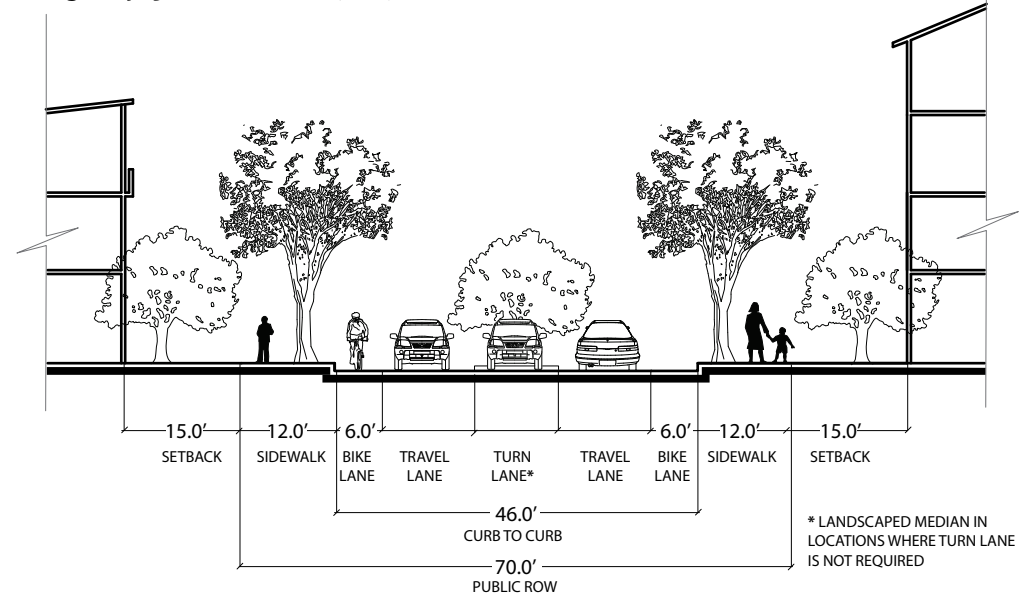 15.0′ 12.0′ 6.0′ 6.0′ 12.0′ 15.0′
SETBACK SIDEWALK BIKE LANE TRAVEL LANE TURN LANE* TRAVEL LANE BIKE LANE SIDEWALK SETBACK
46.0′
CURB TO CURB
70.0′
PUBLIC ROW
* LANDSCAPED MEDIAN IN
LOCATIONS WHERE TURN LANE
IS NOT REQUIRED